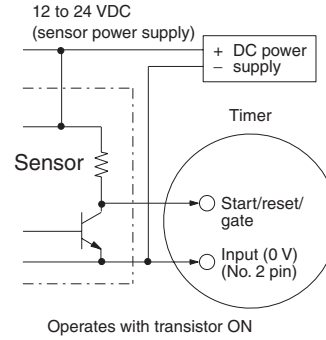 12 to 24 VDC
(sensor power supply)
+ DC power
− supply
Timer
Sensor
Start/reset/
gate
Input (0 V)
(No. 2 pin)
Operates with transistor ON